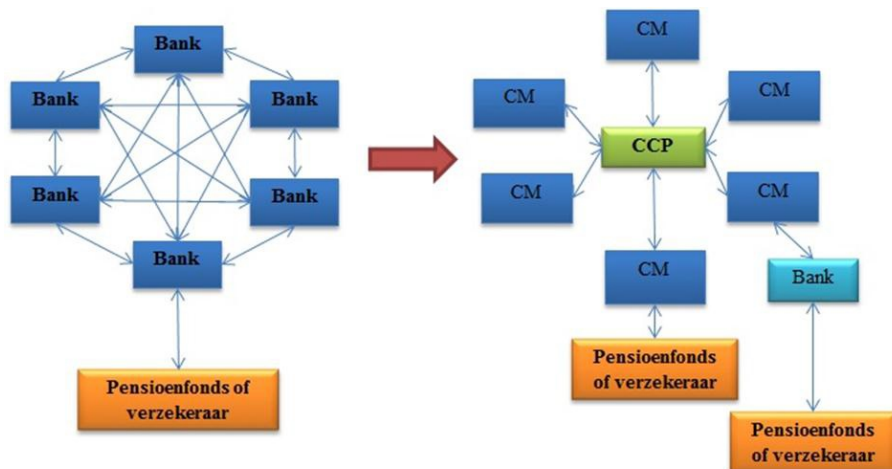 Bank
Bank
Bank
Bank
Bank
Bank
Pensioenfonds of
verzekeraar
CM
CM
CM
CCP
CM
CM
CM
Bank
Pensioenfonds
of verzekeraar
Pensioenfonds
of verzekeraar